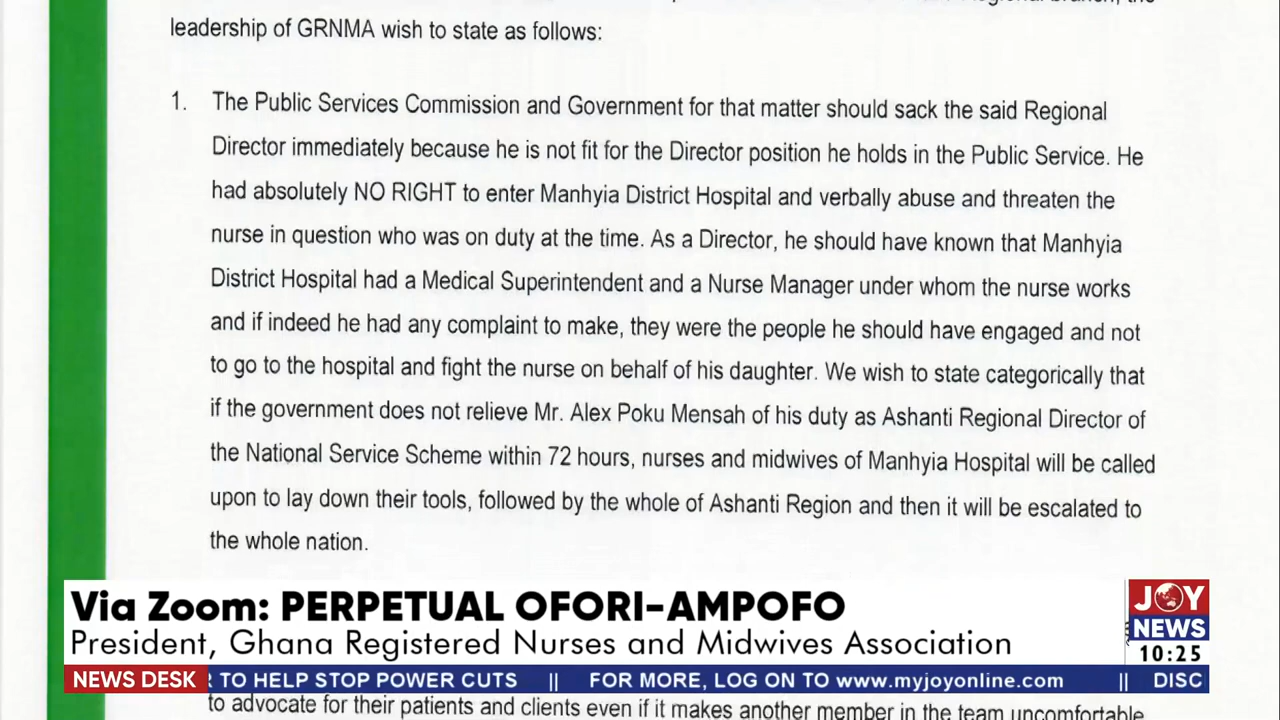 leadership of GRNMA wish to state as follows:
1. The Public Services Commission and Government for that matter should sack the said Regional
Director immediately because he is not fit for the Director position he holds in the Public Service. He
had absolutely NO RIGHT to enter Manhyia District Hospital and verbally abuse and threaten the
nurse in question who was on duty at the time. As a Director, he should have known that Manhyia
District Hospital had a Medical Superintendent and a Nurse Manager under whom the nurse works
and if indeed he had any complaint to make, they were the people he should have engaged and not
to go to the hospital and fight the nurse on behalf of his daughter. We wish to state categorically that
if the government does not relieve Mr. Alex Poku Mensah of his duty as Ashanti Regional Director of
the National Service Scheme within 72 hours, nurses and midwives of Manhyia Hospital will be called
upon to lay down their tools, followed by the whole of Ashanti Region and then it will be escalated to
the whole nation.
Via Zoom: PERPETUAL OFORI-AMPOFO
President, Ghana Registered Nurses and Midwives Association
JOY
NEWS
10:25
NEWS DESK TO HELP STOP POWER CUTS || FOR MORE, LOG ON TO www.myjoyonline.com || DISC
to advocate for their patients and clients even if it makes another member in the team uncomfortable